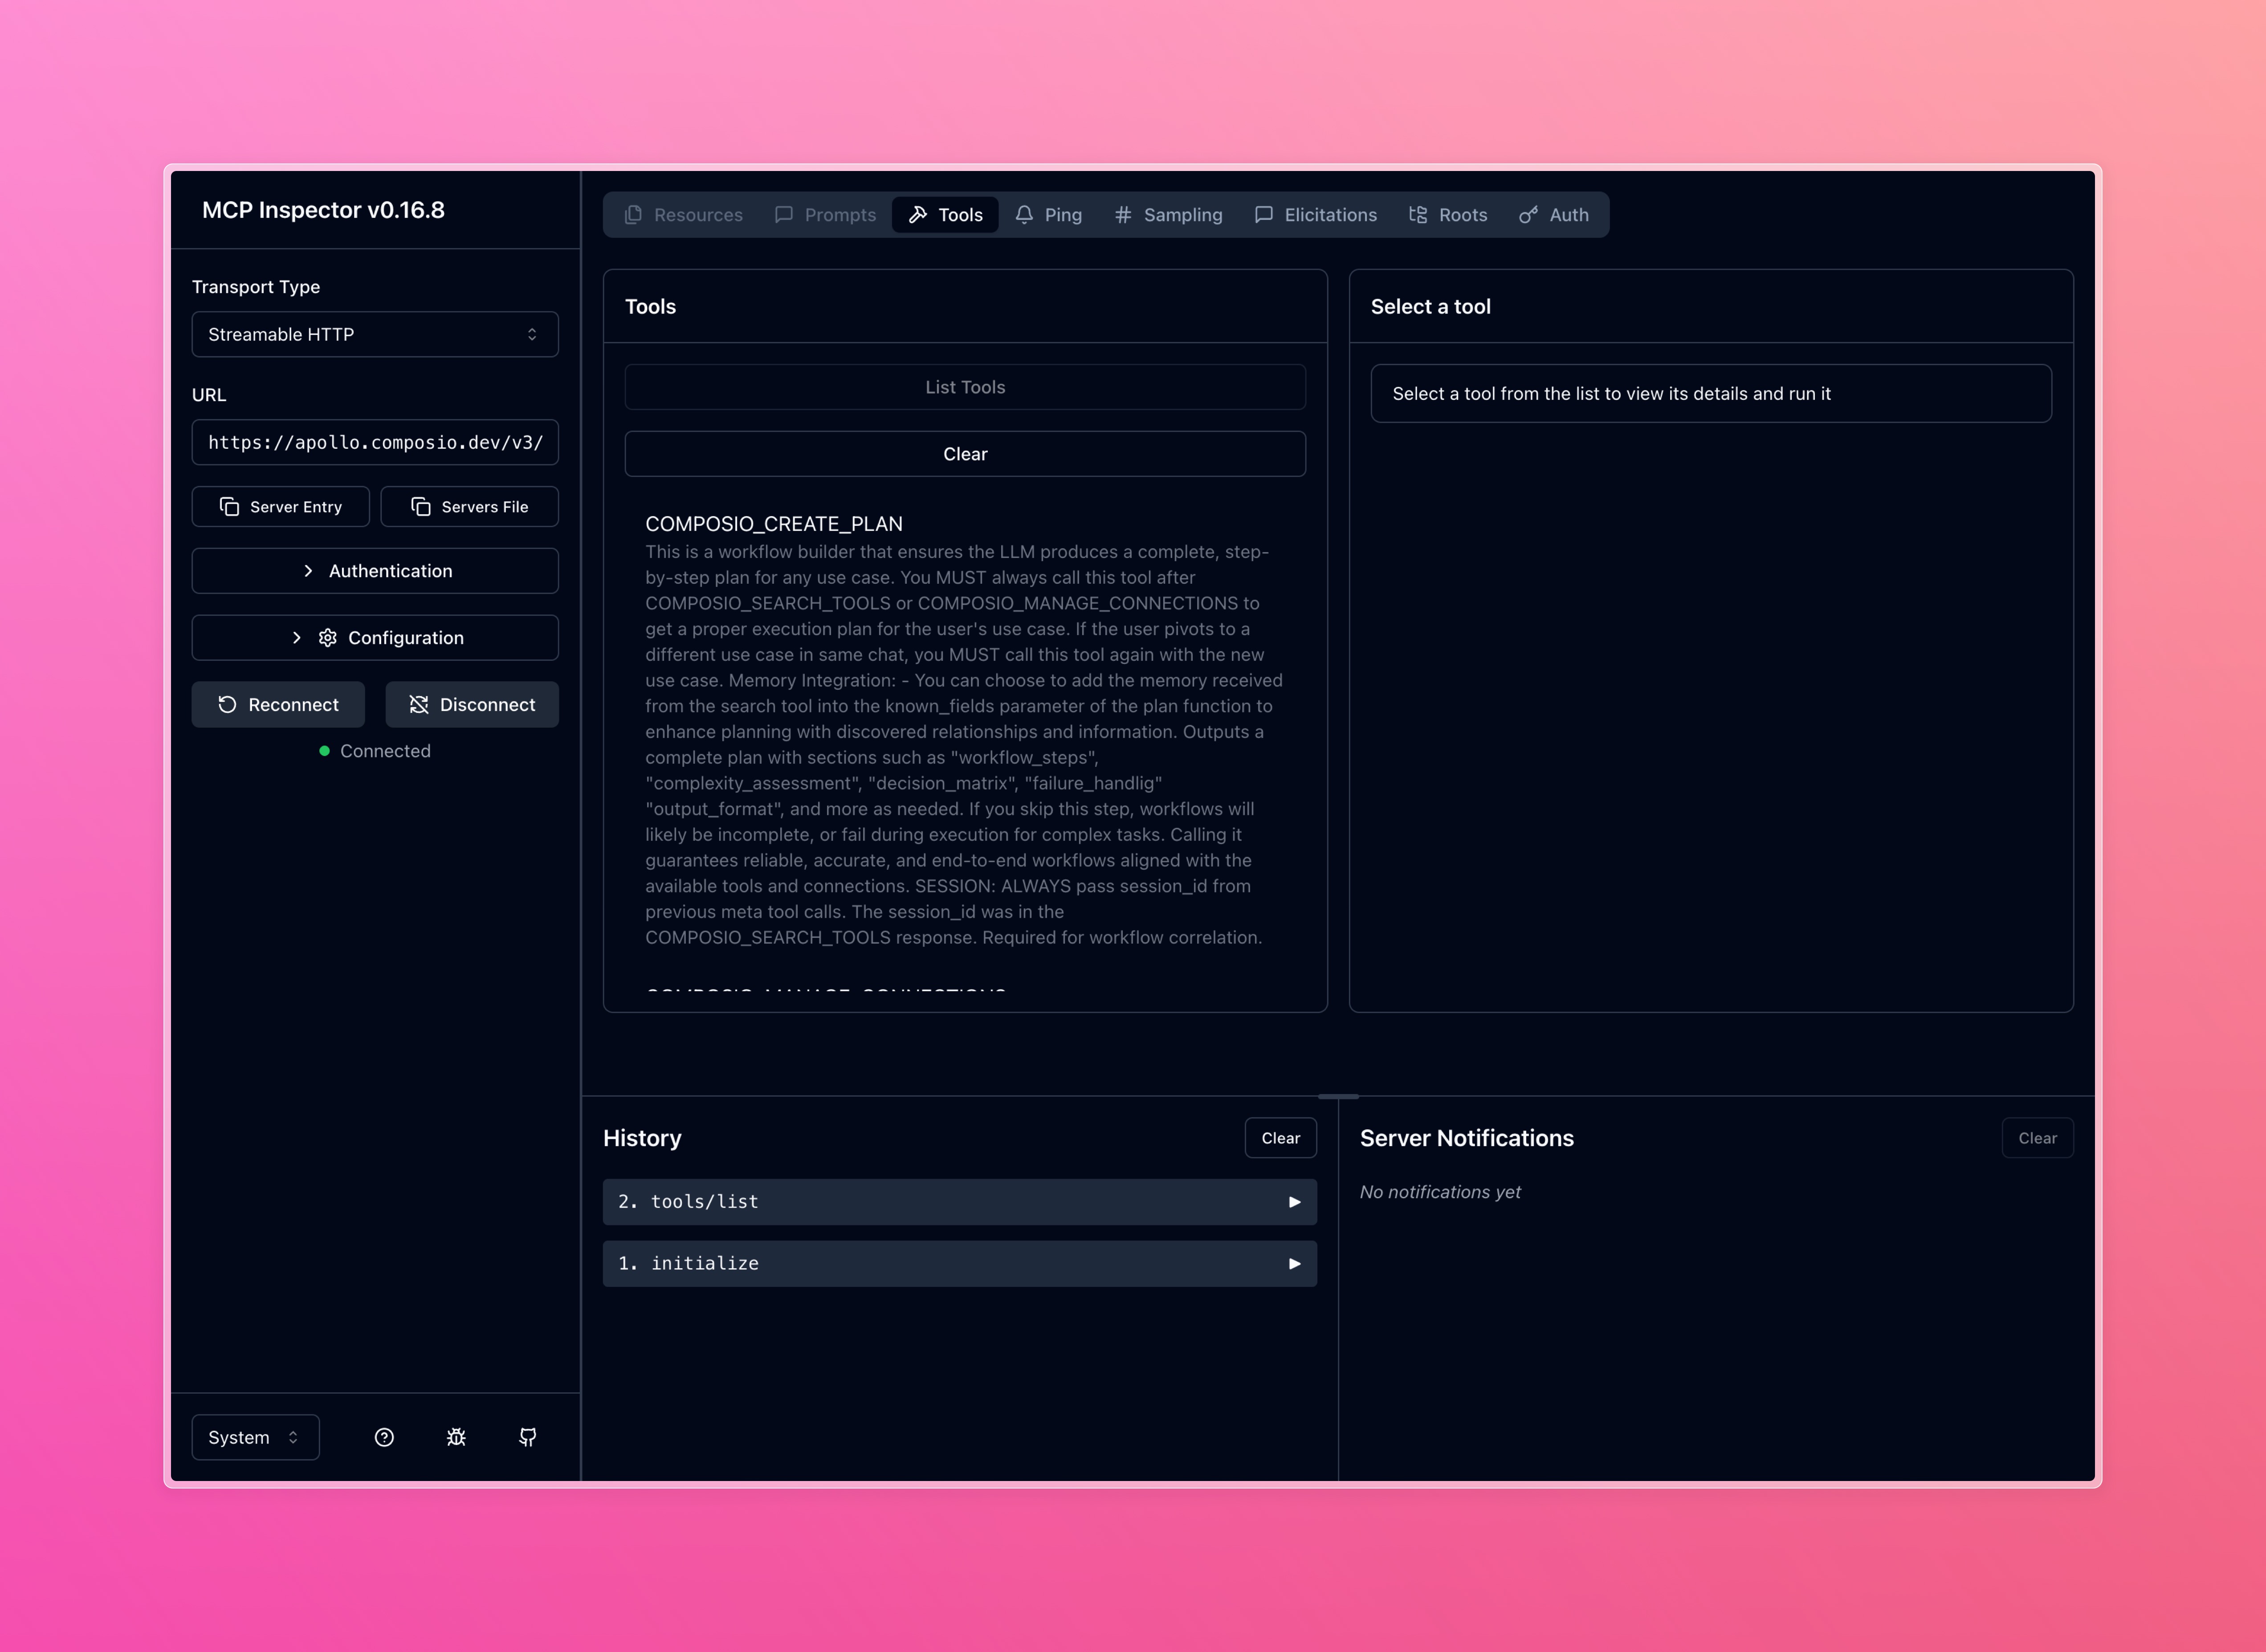 MCP Inspector v0.16.8
Transport Type
Streamable HTTP
URL
https://apollo.composio.dev/v3/
Server Entry
Servers File
Authentication
Configuration
Reconnect
Disconnect
Connected
System
Resources
Prompts
Tools
Ping
Sampling
Elicitations
Roots
Auth
Tools
List Tools
Clear
COMPOSIO_CREATE_PLAN
This is a workflow builder that ensures the LLM produces a complete, step-
by-step plan for any use case. You MUST always call this tool after
COMPOSIO_SEARCH_TOOLS or COMPOSIO_MANAGE_CONNECTIONS to
get a proper execution plan for the user's use case. If the user pivots to a
different use case in same chat, you MUST call this tool again with the new
use case. Memory Integration: - You can choose to add the memory received
from the search tool into the known_fields parameter of the plan function to
enhance planning with discovered relationships and information. Outputs a
complete plan with sections such as "workflow_steps",
"complexity_assessment", "decision_matrix", "failure_handlig"
"output_format", and more as needed. If you skip this step, workflows will
likely be incomplete, or fail during execution for complex tasks. Calling it
guarantees reliable, accurate, and end-to-end workflows aligned with the
available tools and connections. SESSION: ALWAYS pass session_id from
previous meta tool calls. The session_id was in the
COMPOSIO_SEARCH_TOOLS response. Required for workflow correlation.
COMPOSIO_MANAGE_CONNECTIONS
Select a tool
Select a tool from the list to view its details and run it
History
Clear
2. tools/list
1. initialize
Server Notifications
Clear
No notifications yet